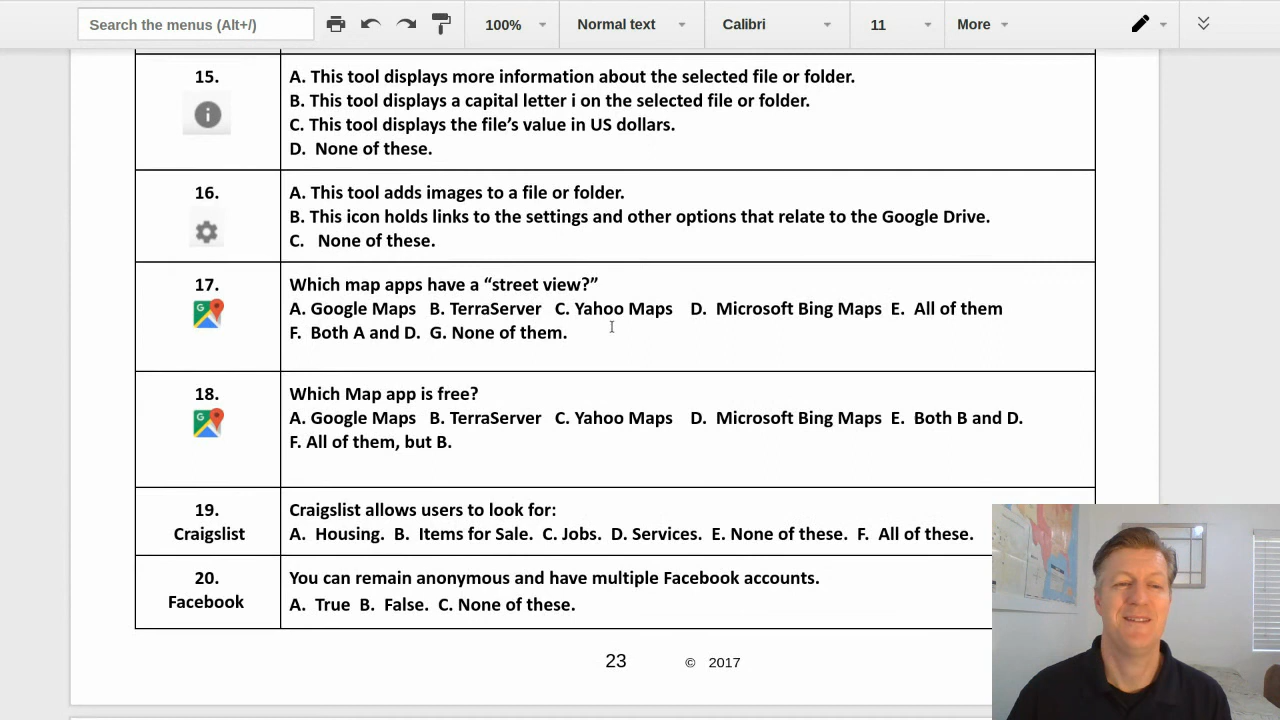 Search the menus (Alt+/)
100%
Normal text
Calibri
11
More
15.
A. This tool displays more information about the selected file or folder.
B. This tool displays a capital letter i on the selected file or folder.
C. This tool displays the file’s value in US dollars.
D. None of these.
16.
A. This tool adds images to a file or folder.
B. This icon holds links to the settings and other options that relate to the Google Drive.
C. None of these.
17.
Which map apps have a “street view?”
A. Google Maps B. TerraServer C. Yahoo Maps D. Microsoft Bing Maps E. All of them
F. Both A and D. G. None of them.
18.
Which Map app is free?
A. Google Maps B. TerraServer C. Yahoo Maps D. Microsoft Bing Maps E. Both B and D.
F. All of them, but B.
19.
Craigslist
Craigslist allows users to look for:
A. Housing. B. Items for Sale. C. Jobs. D. Services. E. None of these. F. All of these.
20.
Facebook
You can remain anonymous and have multiple Facebook accounts.
A. True B. False. C. None of these.
23 © 2017